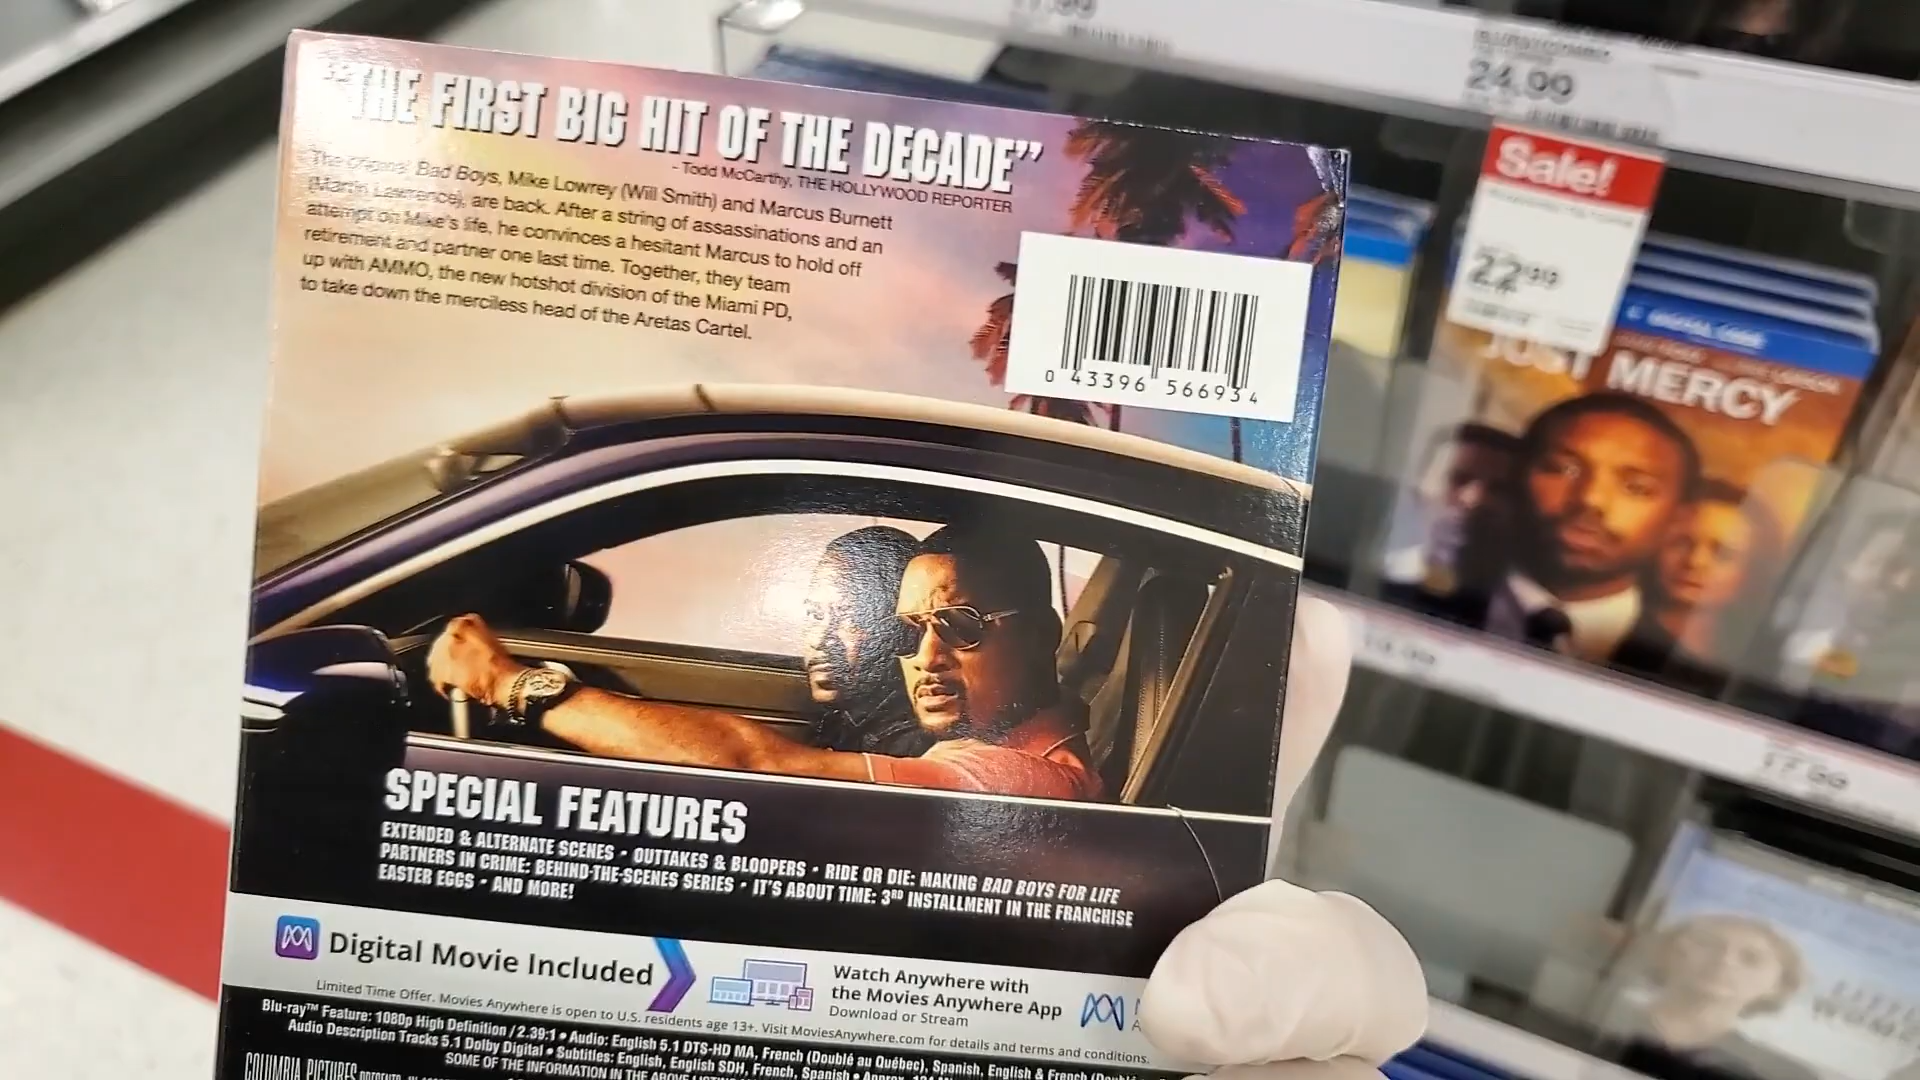 "THE FIRST BIG HIT OF THE DECADE"
- Todd McCarthy, THE HOLLYWOOD REPORTER
The Original Bad Boys, Mike Lowrey (Will Smith) and Marcus Burnett
(Martin Lawrence), are back. After a string of assassinations and an
attempt on Mike's life, he convinces a hesitant Marcus to hold off
retirement and partner one last time. Together, they team
up with AMMO, the new hotshot division of the Miami PD,
to take down the merciless head of the Aretas Cartel.
0 43396 56693 4
SPECIAL FEATURES
EXTENDED & ALTERNATE SCENES • OUTTAKES & BLOOPERS • RIDE OR DIE: MAKING BAD BOYS FOR LIFE
PARTNERS IN CRIME: BEHIND-THE-SCENES SERIES • IT'S ABOUT TIME: 3RD INSTALLMENT IN THE FRANCHISE
EASTER EGGS • AND MORE!
Digital Movie Included
Watch Anywhere with
the Movies Anywhere App
Download or Stream
Limited Time Offer. Movies Anywhere is open to U.S. residents age 13+. Visit MoviesAnywhere.com for details and terms and conditions.
Blu-ray™ Feature: 1080p High Definition / 2.39:1 • Audio: English 5.1 DTS-HD MA, French (Doublé au Québec), Spanish, English & French (Doublé
Audio Description Tracks 5.1 Dolby Digital • Subtitles: English, English SDH, French, Spanish • Approx.
SOME OF THE INFORMATION IN THE ABOVE
COLUMBIA PICTURES
24.99
Sale!
22.99
JUST MERCY
17.99